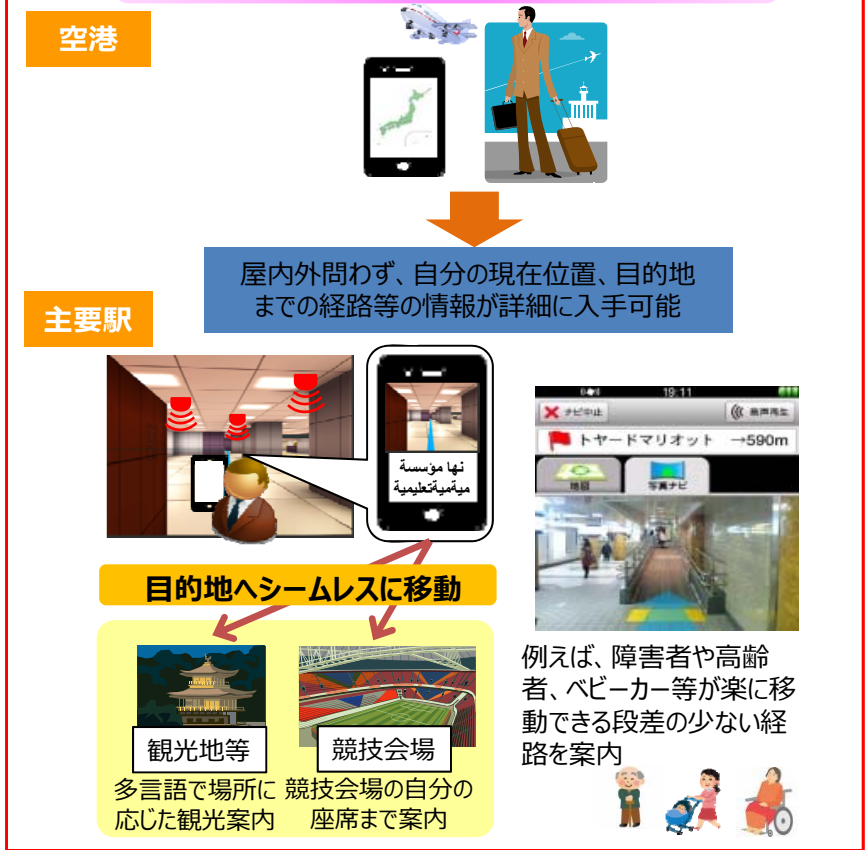 空港
屋内外問わず、自分の現在位置、目的地
までの経路等の情報が詳細に入手可能
主要駅
نها مؤسسة
ميةميةتعليمية
19:11
ナビ中止
音声再生
トヤードマリオット →590m
地図
写真ナビ
目的地へシームレスに移動
観光地等
多言語で場所に
応じた観光案内
競技会場
競技会場の自分の
座席まで案内
例えば、障害者や高齢
者、ベビーカー等が楽に移
動できる段差の少ない経
路を案内